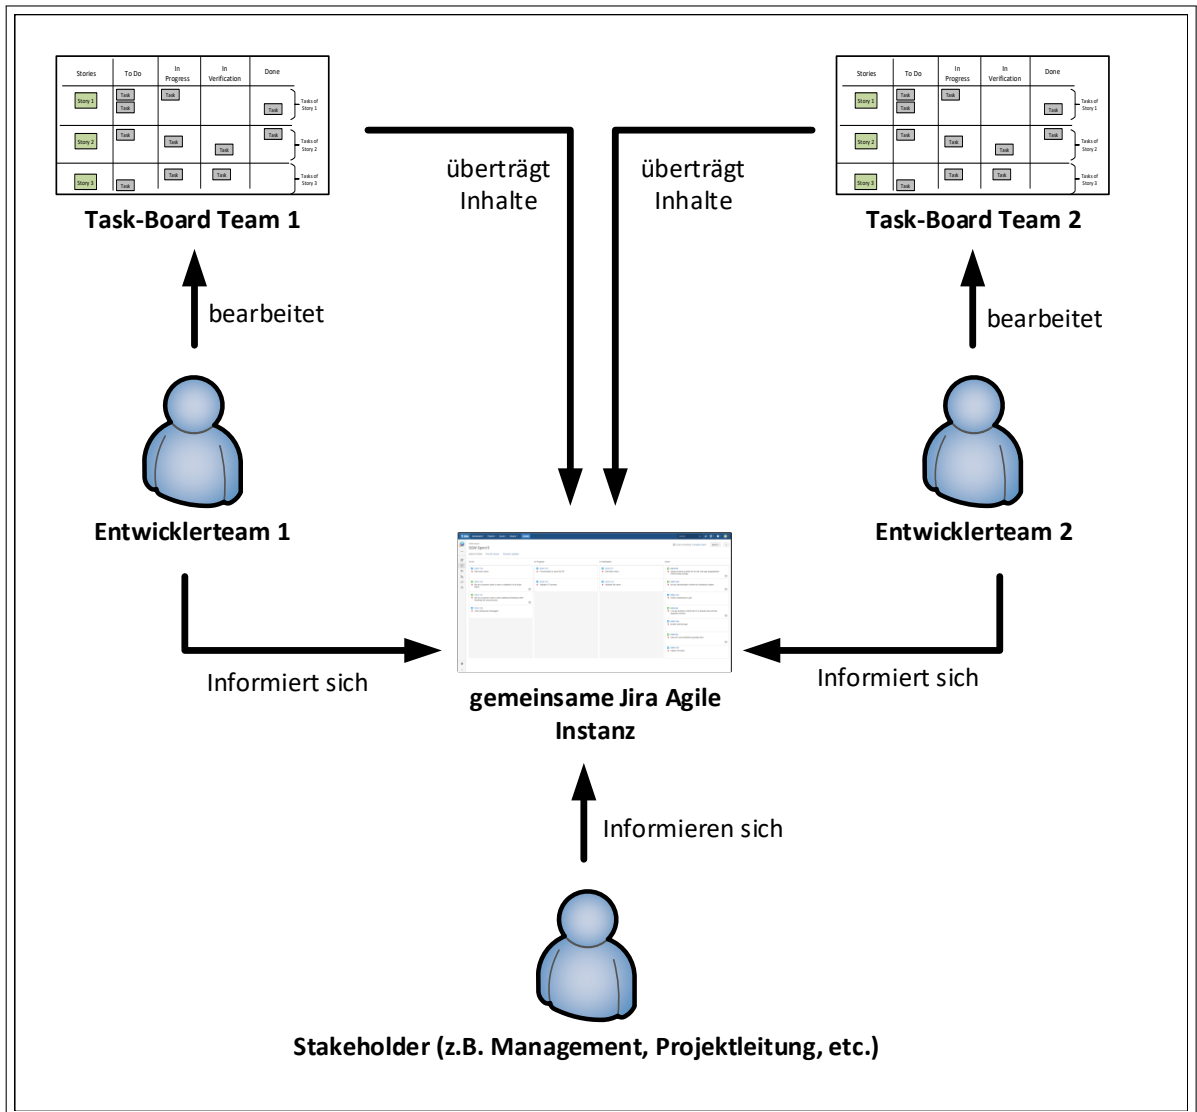 Stories To Do In Progress In Verification Done
Story 1 Task Task Task Task Tasks of Story 1
Story 2 Task Task Task Task Tasks of Story 2
Story 3 Task Task Task Tasks of Story 3
Task-Board Team 1
Stories To Do In Progress In Verification Done
Story 1 Task Task Task Task Tasks of Story 1
Story 2 Task Task Task Task Tasks of Story 2
Story 3 Task Task Task Tasks of Story 3
Task-Board Team 2
überträgt
Inhalte
überträgt
Inhalte
bearbeitet
bearbeitet
Entwicklerteam 1
Entwicklerteam 2
Informiert sich
Informiert sich
gemeinsame Jira Agile
Instanz
Informieren sich
Stakeholder (z.B. Management, Projektleitung, etc.)